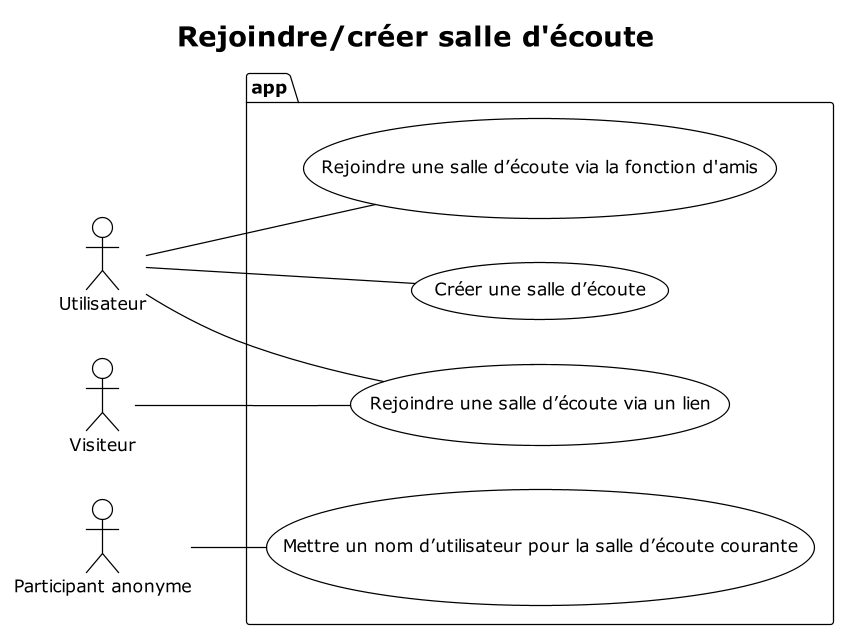 Rejoindre/créer salle d'écoute
app
Rejoindre une salle d’écoute via la fonction d'amis
Utilisateur
Créer une salle d’écoute
Visiteur
Rejoindre une salle d’écoute via un lien
Participant anonyme
Mettre un nom d’utilisateur pour la salle d’écoute courante